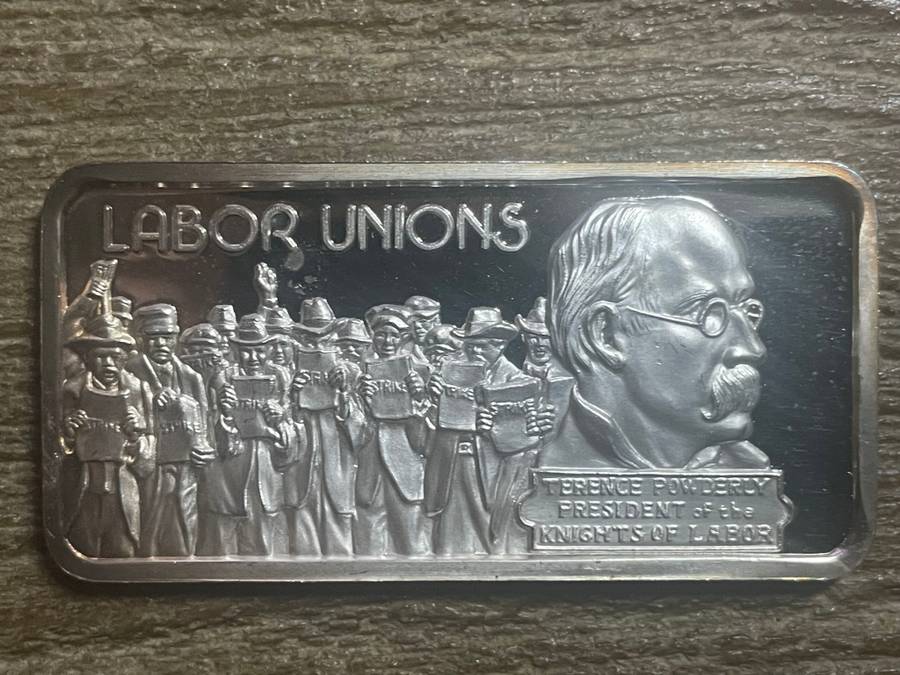 LABOR UNIONS
STRIKE
STRIKE
STRIKE
STRIKE
STRIKE
STRIKE
STRIKE
TERENCE POWDERLY
PRESIDENT of the
KNIGHTS OF LABOR